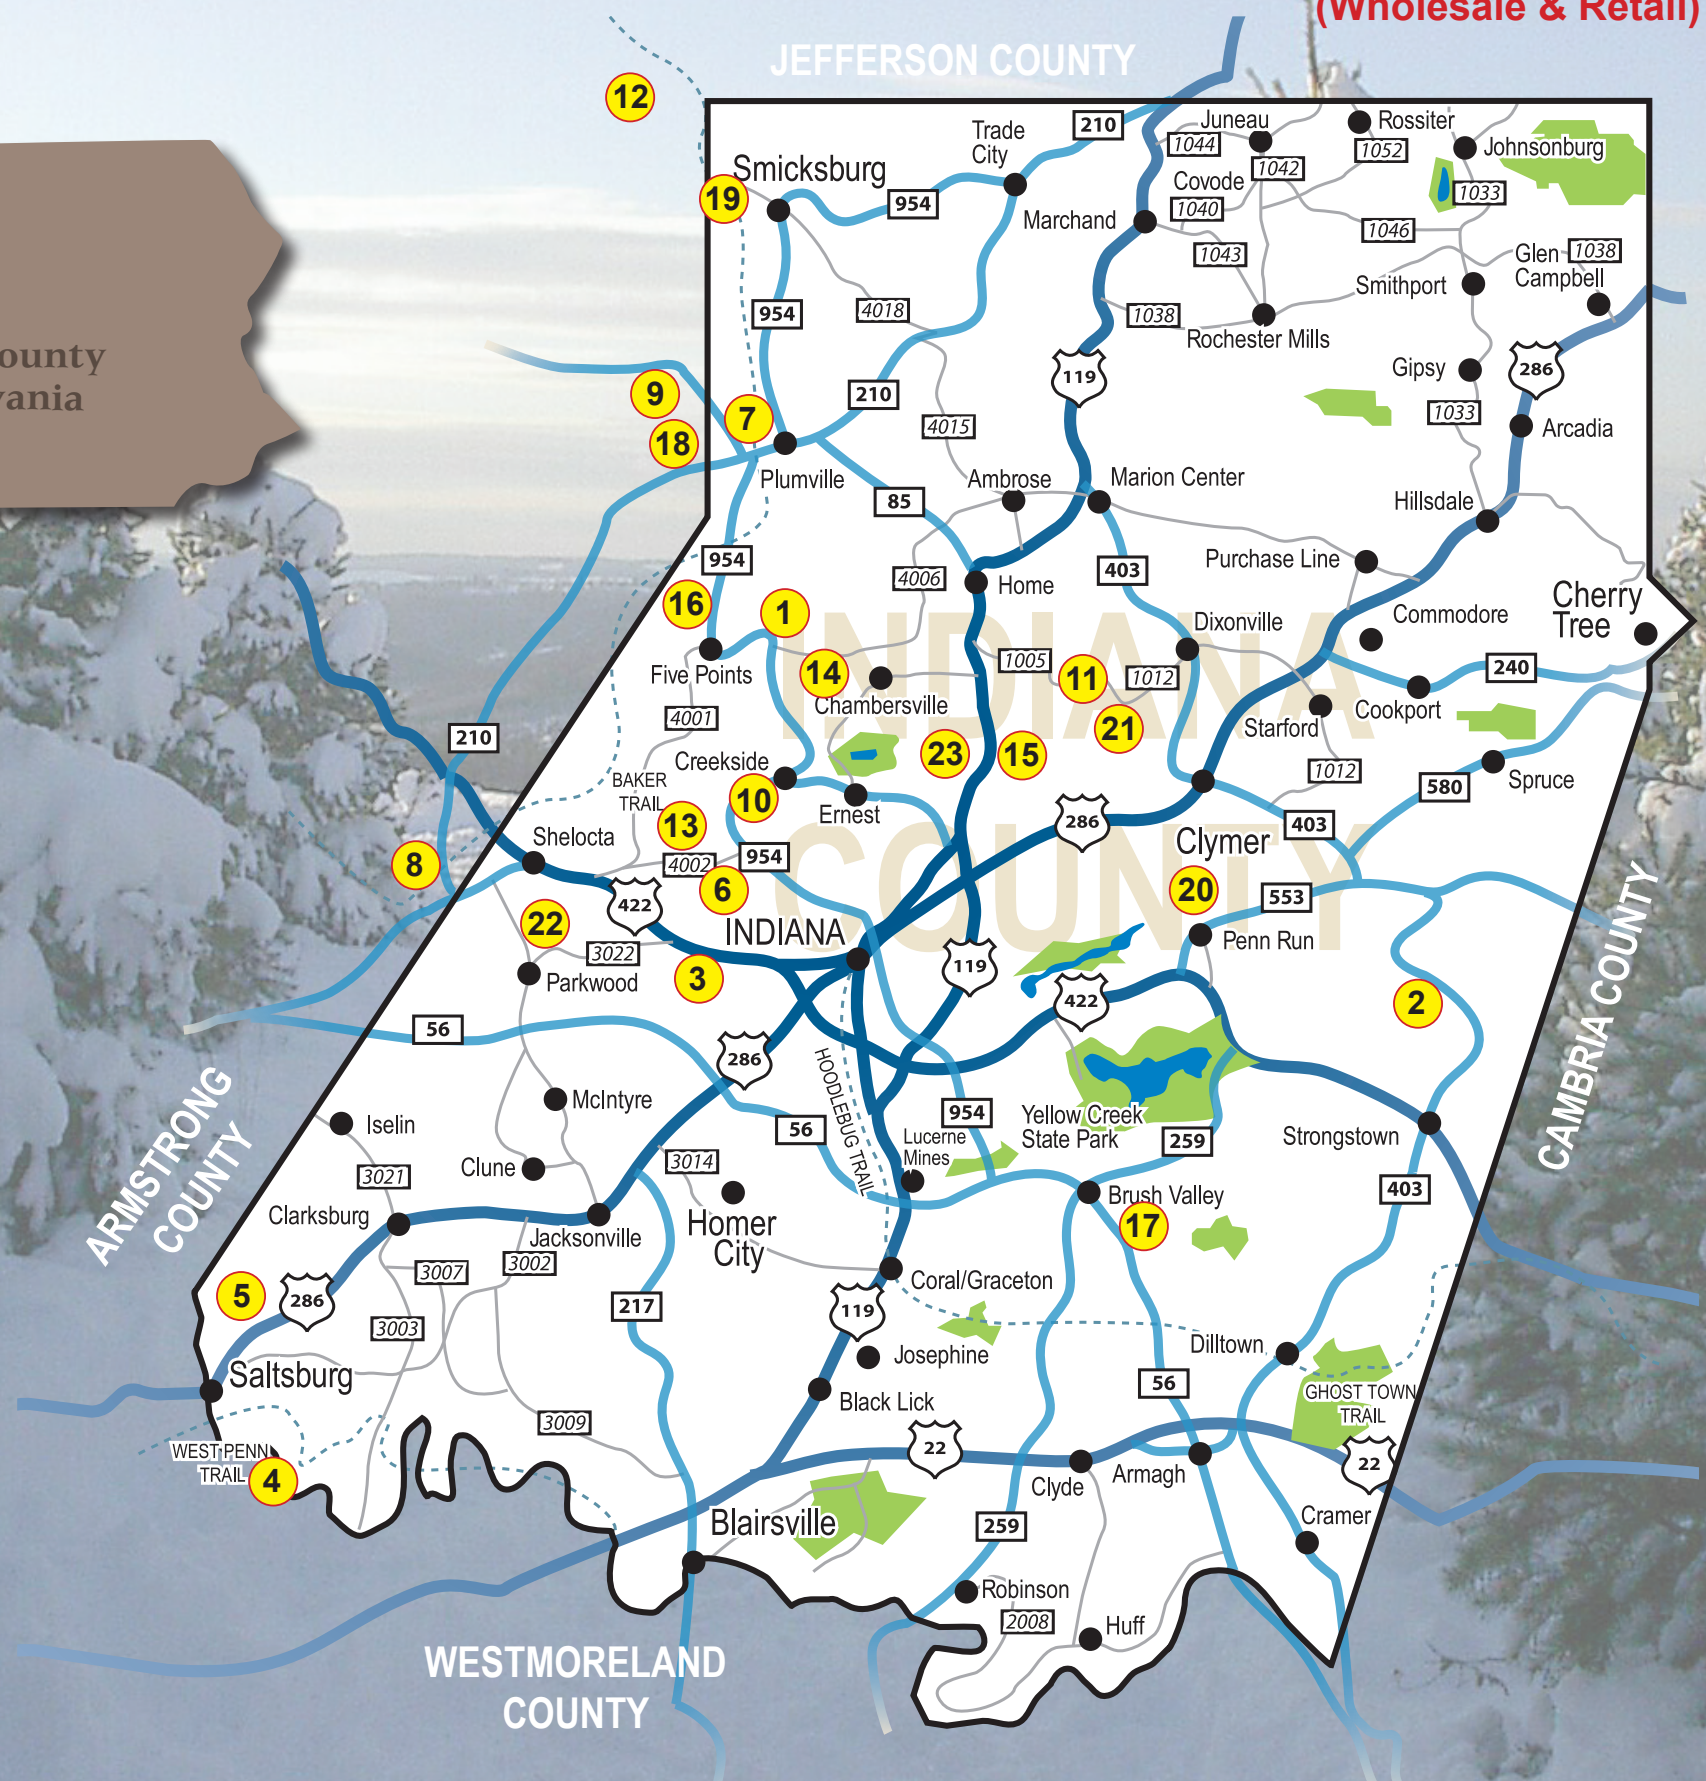 (Wholesale & Retail)
JEFFERSON COUNTY
12
210
Juneau
Rossiter
Trade
City
1044
1052
Johnsonburg
Smicksburg
1042
Covode
19
954
1033
1040
Marchand
1046
1043
Glen
Campbell
1038
Smithport
954
4018
1038
Rochester Mills
ounty
vania
119
Gipsy
286
9
210
7
1033
Arcadia
18
4015
Plumville
Ambrose
Marion Center
85
Hillsdale
954
Purchase Line
4006
Home
403
16
1
Cherry
Tree
Commodore
Dixonville
INDIANA
COUNTY
Five Points
14
1005
11
1012
240
Chambersville
4001
Starford
Cookport
21
210
23
15
Creekside
BAKER
TRAIL
1012
Spruce
580
10
Ernest
13
286
403
Shelocta
Clymer
4002
954
8
6
20
553
422
22
INDIANA
Penn Run
3022
119
Parkwood
3
422
2
56
286
HOODLEBUG TRAIL
CAMBRIA COUNTY
ARMSTRONG
COUNTY
McIntyre
954
Yellow Creek
State Park
Iselin
56
Lucerne
Mines
259
Strongstown
3014
Clune
3021
403
Brush Valley
Clarksburg
Homer
City
17
Jacksonville
3002
3007
Coral/Graceton
5
286
217
119
3003
Dilltown
Josephine
Saltsburg
56
GHOST TOWN
TRAIL
Black Lick
3009
22
WEST PENN
TRAIL
22
4
Clyde
Armagh
Blairsville
259
Cramer
Robinson
2008
Huff
WESTMORELAND
COUNTY